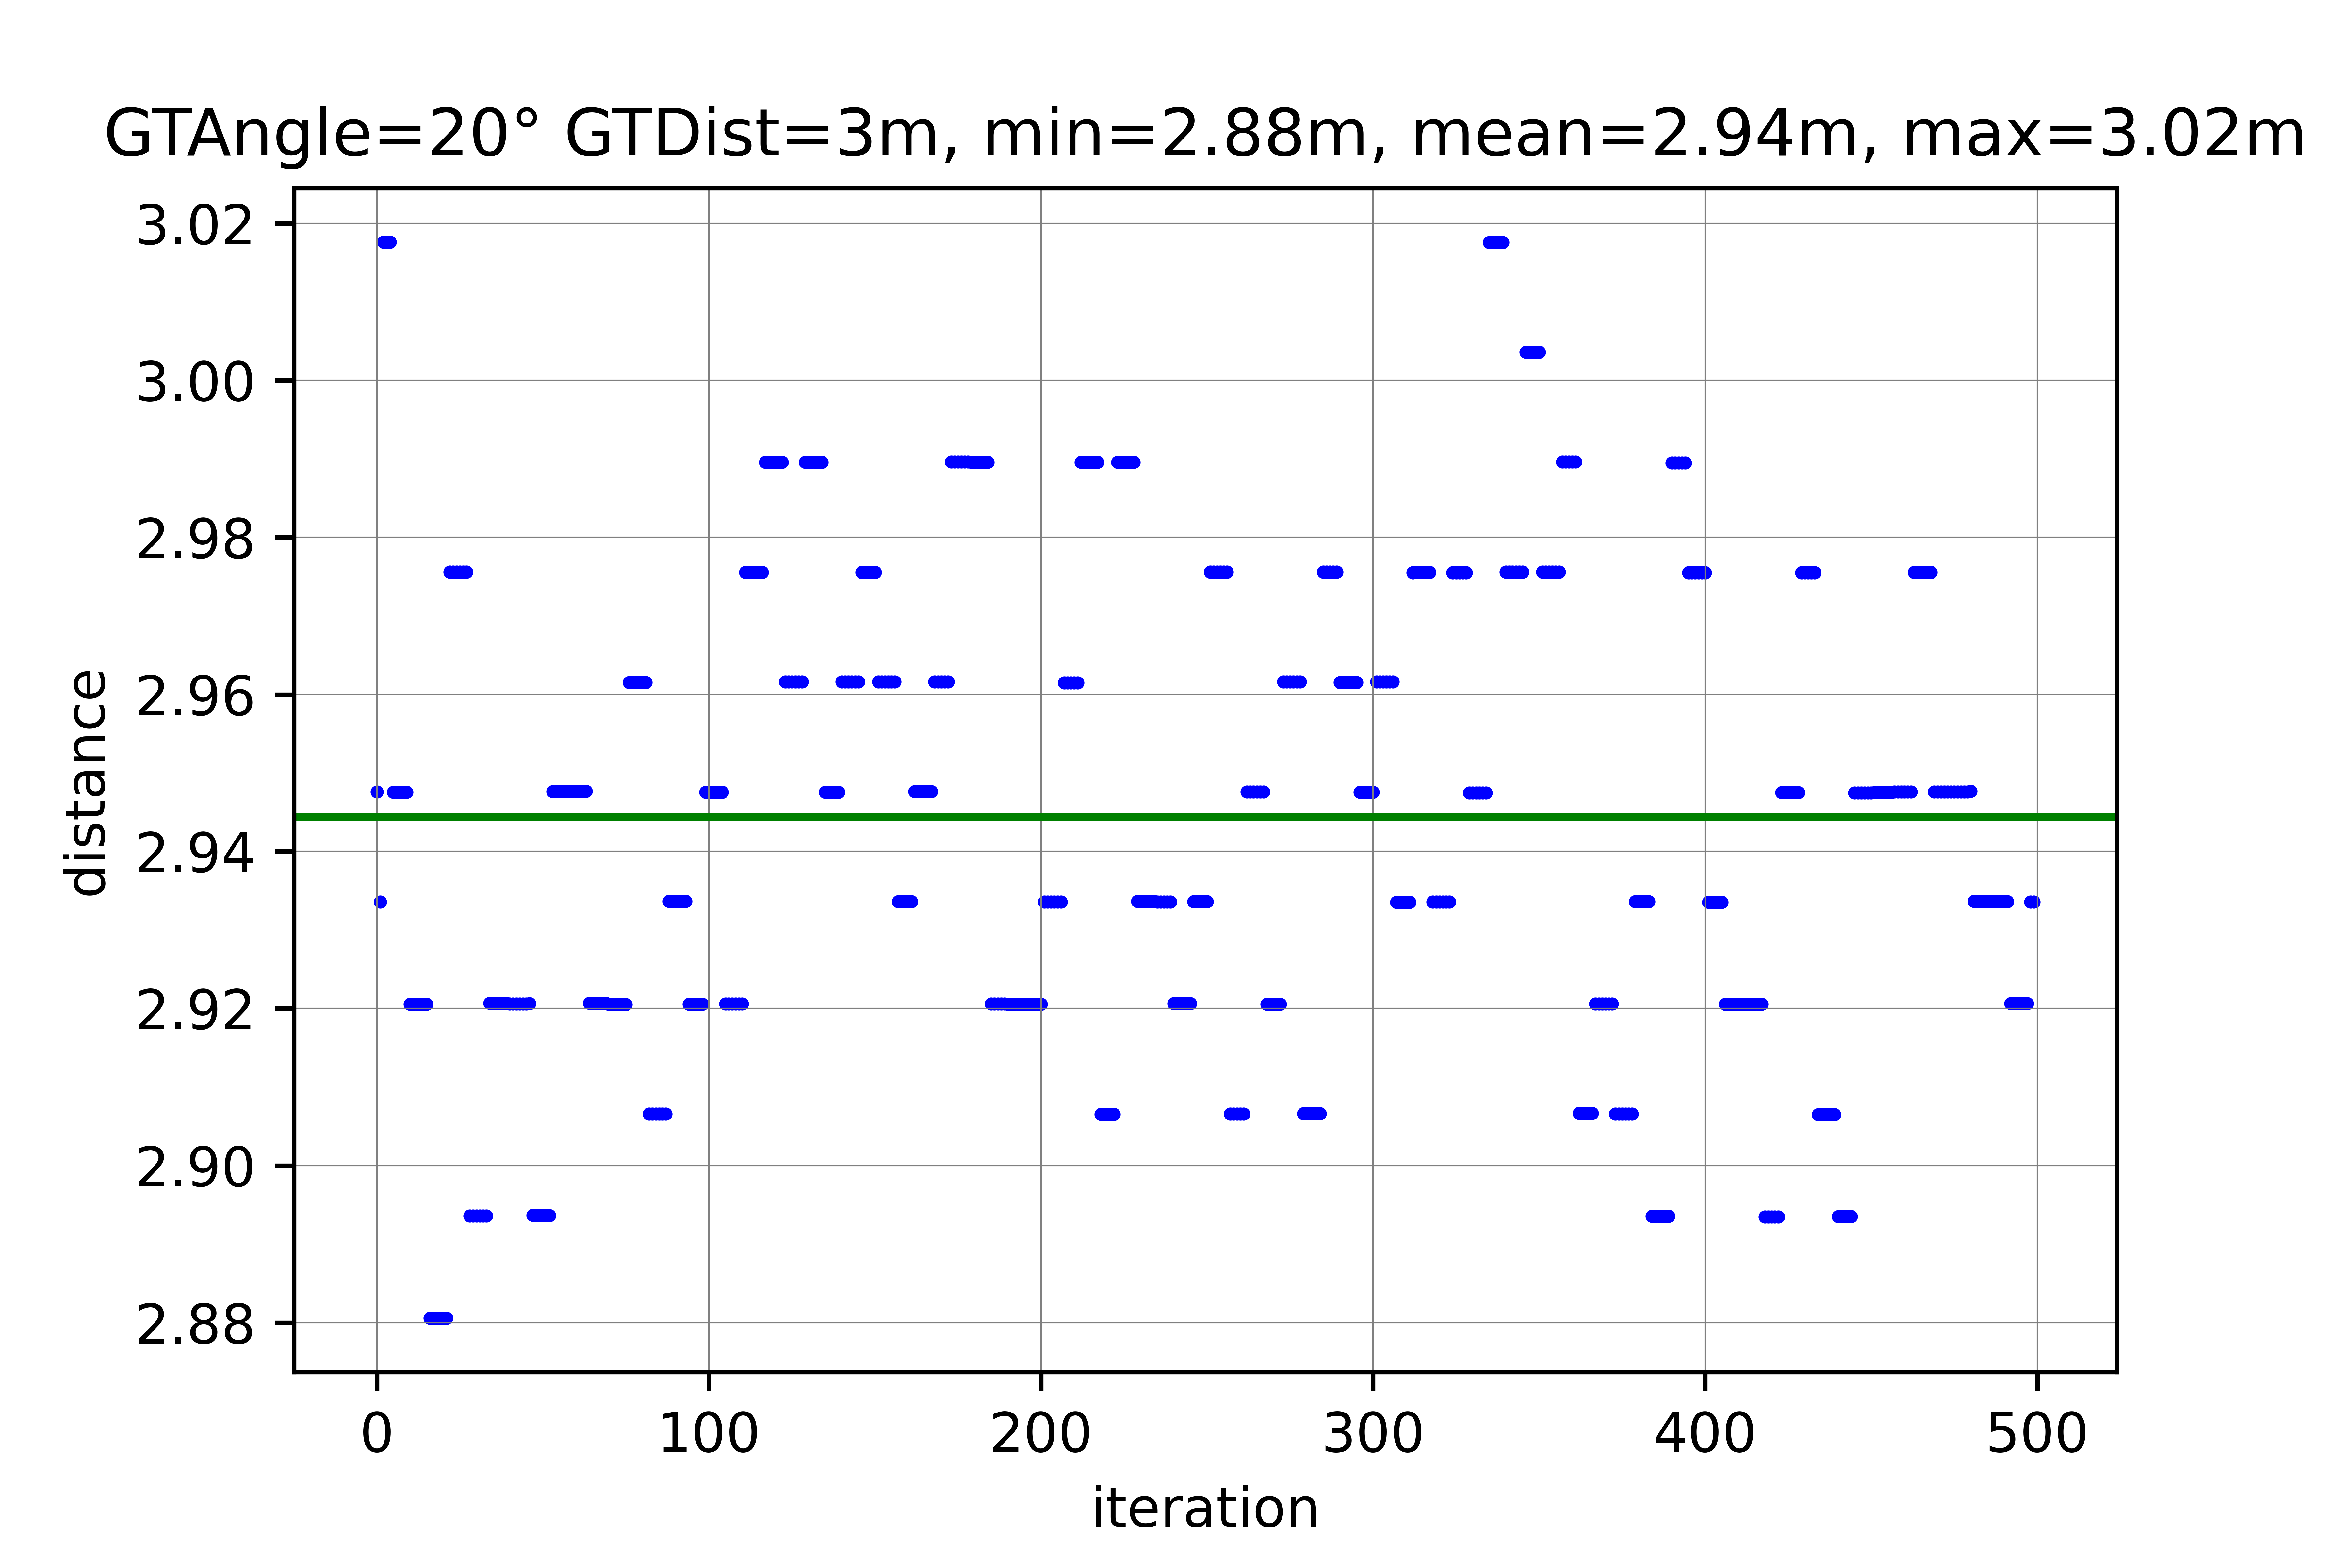 GTAngle=20° GTDist=3m, min=2.88m, mean=2.94m, max=3.02m
3.02
3.00
2.98
2.96
2.94
2.92
2.90
2.88
distance
0 100 200 300 400 500
iteration